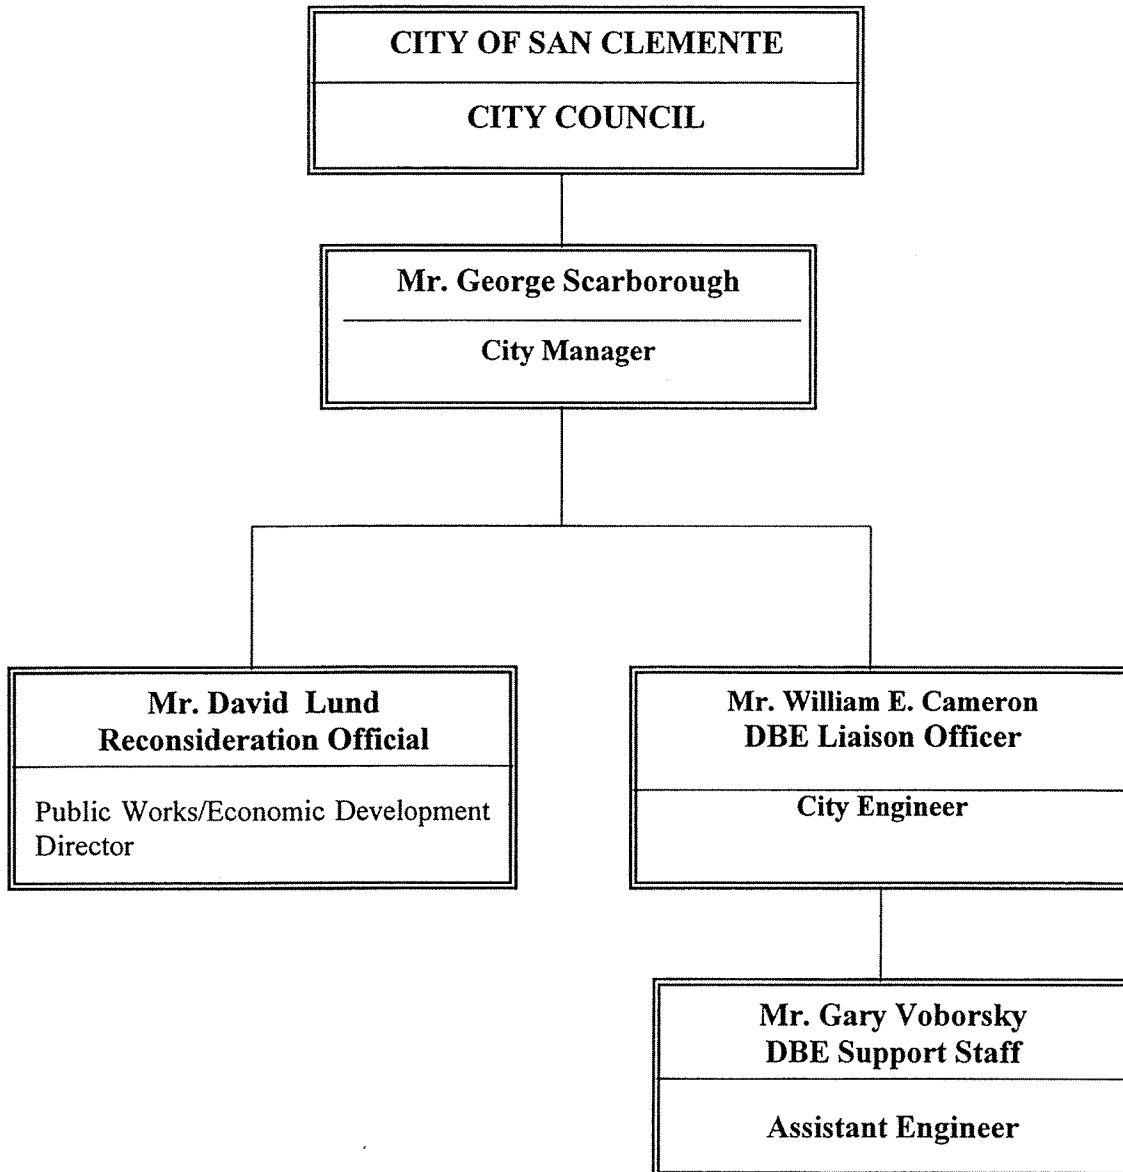 CITY OF SAN CLEMENTE
CITY COUNCIL
Mr. George Scarborough
City Manager
Mr. David Lund
Reconsideration Official
Public Works/Economic Development
Director
Mr. William E. Cameron
DBE Liaison Officer
City Engineer
Mr. Gary Voborsky
DBE Support Staff
Assistant Engineer